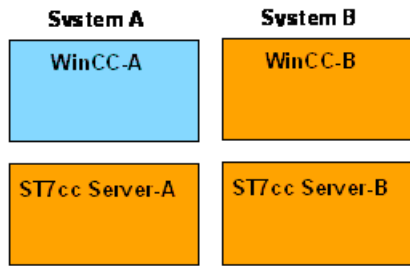 System A
System B
WinCC-A
WinCC-B
ST7cc Server-A
ST7cc Server-B